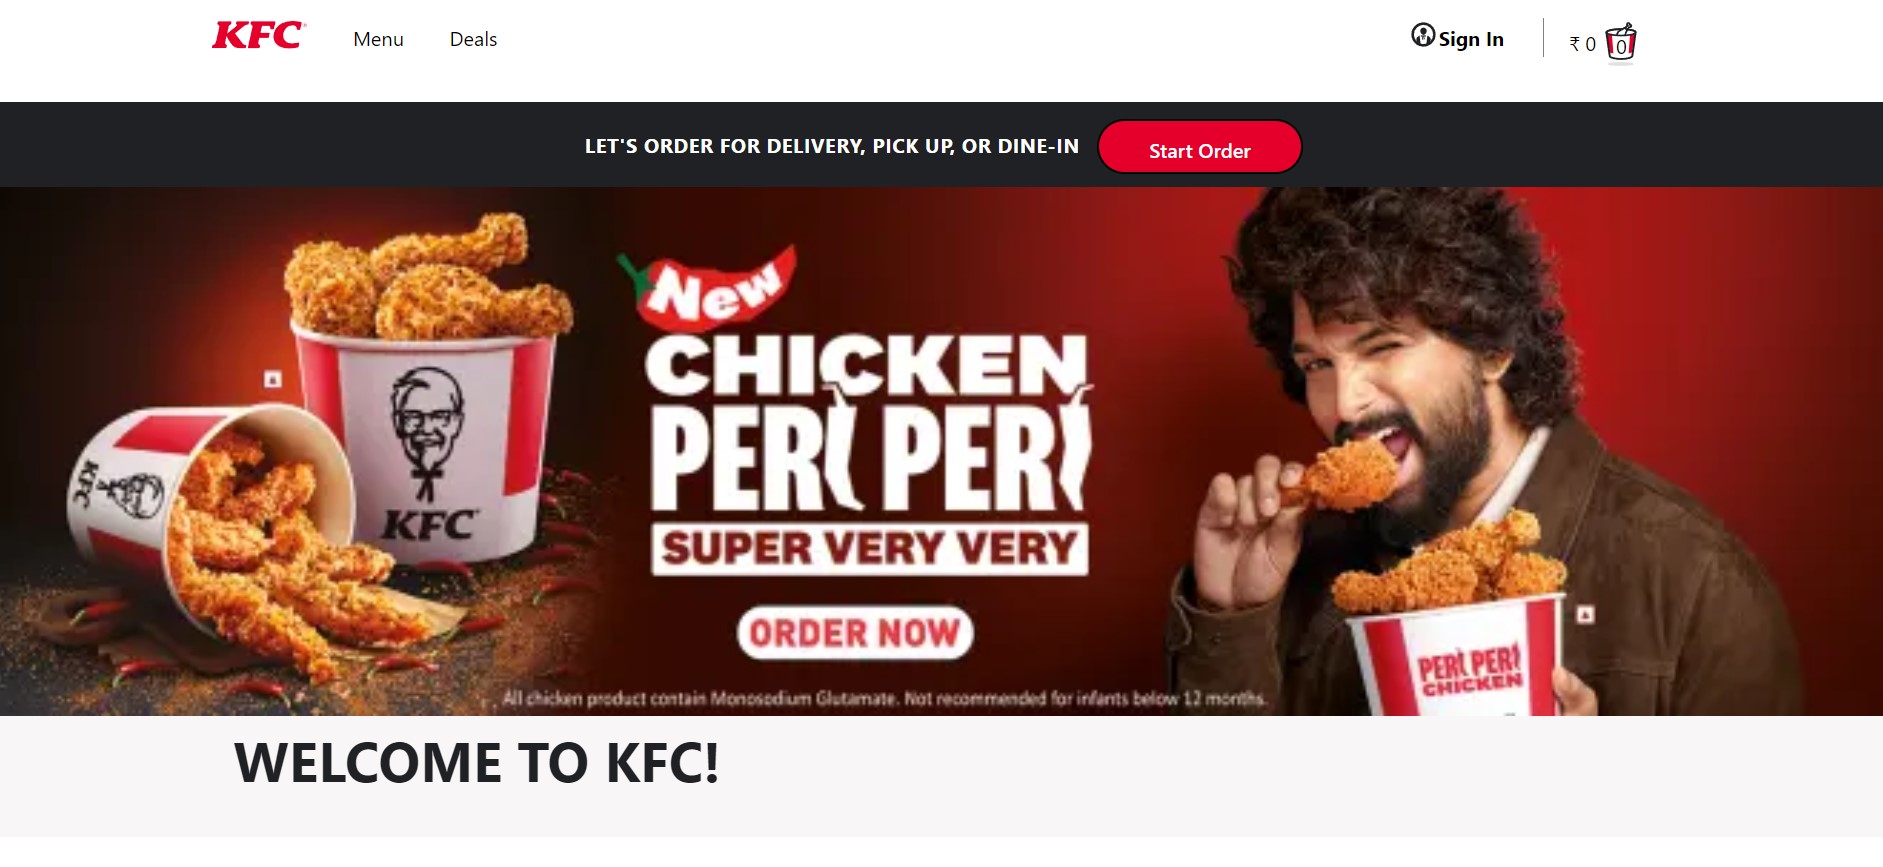 KFC
Menu
Deals
Sign In
₹ 0
0
LET'S ORDER FOR DELIVERY, PICK UP, OR DINE-IN
Start Order
New
CHICKEN
PERI PERI
SUPER VERY VERY
ORDER NOW
KFC
KFC
PERI PERI
CHICKEN
All chicken product contain Monosodium Glutamate. Not recommended for infants below 12 months.
WELCOME TO KFC!